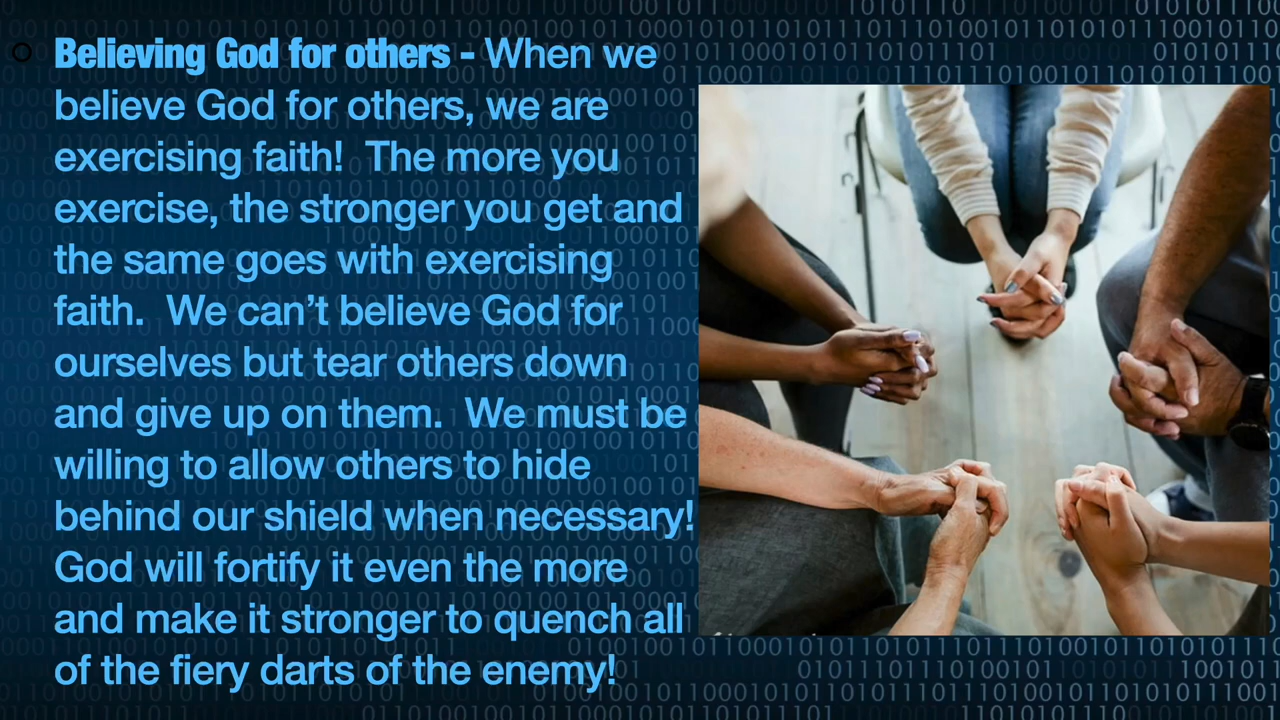 Believing God for others - When we
believe God for others, we are
exercising faith!  The more you
exercise, the stronger you get and
the same goes with exercising
faith.  We can’t believe God for
ourselves but tear others down
and give up on them.  We must be
willing to allow others to hide
behind our shield when necessary!
God will fortify it even the more
and make it stronger to quench all
of the fiery darts of the enemy!